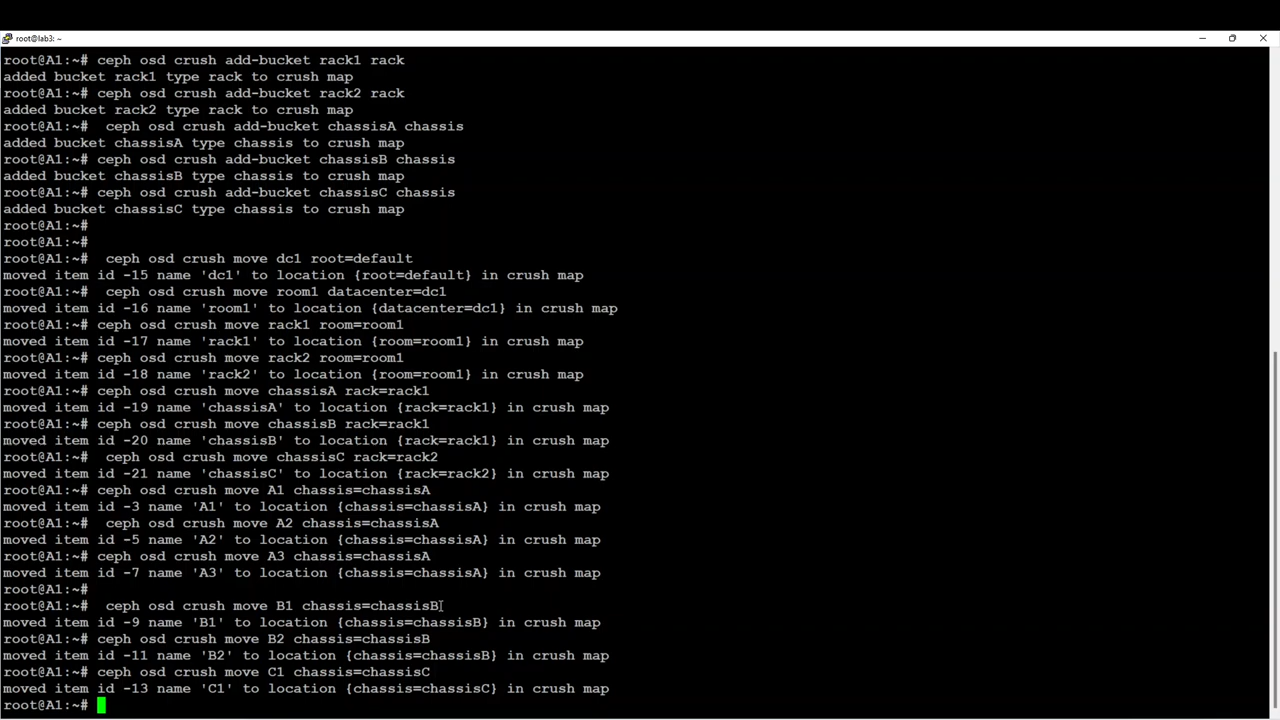 root@lab3: ~
root@A1:~# ceph osd crush add-bucket rack1 rack
added bucket rack1 type rack to crush map
root@A1:~# ceph osd crush add-bucket rack2 rack
added bucket rack2 type rack to crush map
root@A1:~#  ceph osd crush add-bucket chassisA chassis
added bucket chassisA type chassis to crush map
root@A1:~# ceph osd crush add-bucket chassisB chassis
added bucket chassisB type chassis to crush map
root@A1:~# ceph osd crush add-bucket chassisC chassis
added bucket chassisC type chassis to crush map
root@A1:~#
root@A1:~#
root@A1:~#  ceph osd crush move dc1 root=default
moved item id -15 name 'dc1' to location {root=default} in crush map
root@A1:~#  ceph osd crush move room1 datacenter=dc1
moved item id -16 name 'room1' to location {datacenter=dc1} in crush map
root@A1:~# ceph osd crush move rack1 room=room1
moved item id -17 name 'rack1' to location {room=room1} in crush map
root@A1:~# ceph osd crush move rack2 room=room1
moved item id -18 name 'rack2' to location {room=room1} in crush map
root@A1:~# ceph osd crush move chassisA rack=rack1
moved item id -19 name 'chassisA' to location {rack=rack1} in crush map
root@A1:~# ceph osd crush move chassisB rack=rack1
moved item id -20 name 'chassisB' to location {rack=rack1} in crush map
root@A1:~#  ceph osd crush move chassisC rack=rack2
moved item id -21 name 'chassisC' to location {rack=rack2} in crush map
root@A1:~# ceph osd crush move A1 chassis=chassisA
moved item id -3 name 'A1' to location {chassis=chassisA} in crush map
root@A1:~#  ceph osd crush move A2 chassis=chassisA
moved item id -5 name 'A2' to location {chassis=chassisA} in crush map
root@A1:~# ceph osd crush move A3 chassis=chassisA
moved item id -7 name 'A3' to location {chassis=chassisA} in crush map
root@A1:~#
root@A1:~#  ceph osd crush move B1 chassis=chassisB
moved item id -9 name 'B1' to location {chassis=chassisB} in crush map
root@A1:~# ceph osd crush move B2 chassis=chassisB
moved item id -11 name 'B2' to location {chassis=chassisB} in crush map
root@A1:~# ceph osd crush move C1 chassis=chassisC
moved item id -13 name 'C1' to location {chassis=chassisC} in crush map
root@A1:~#